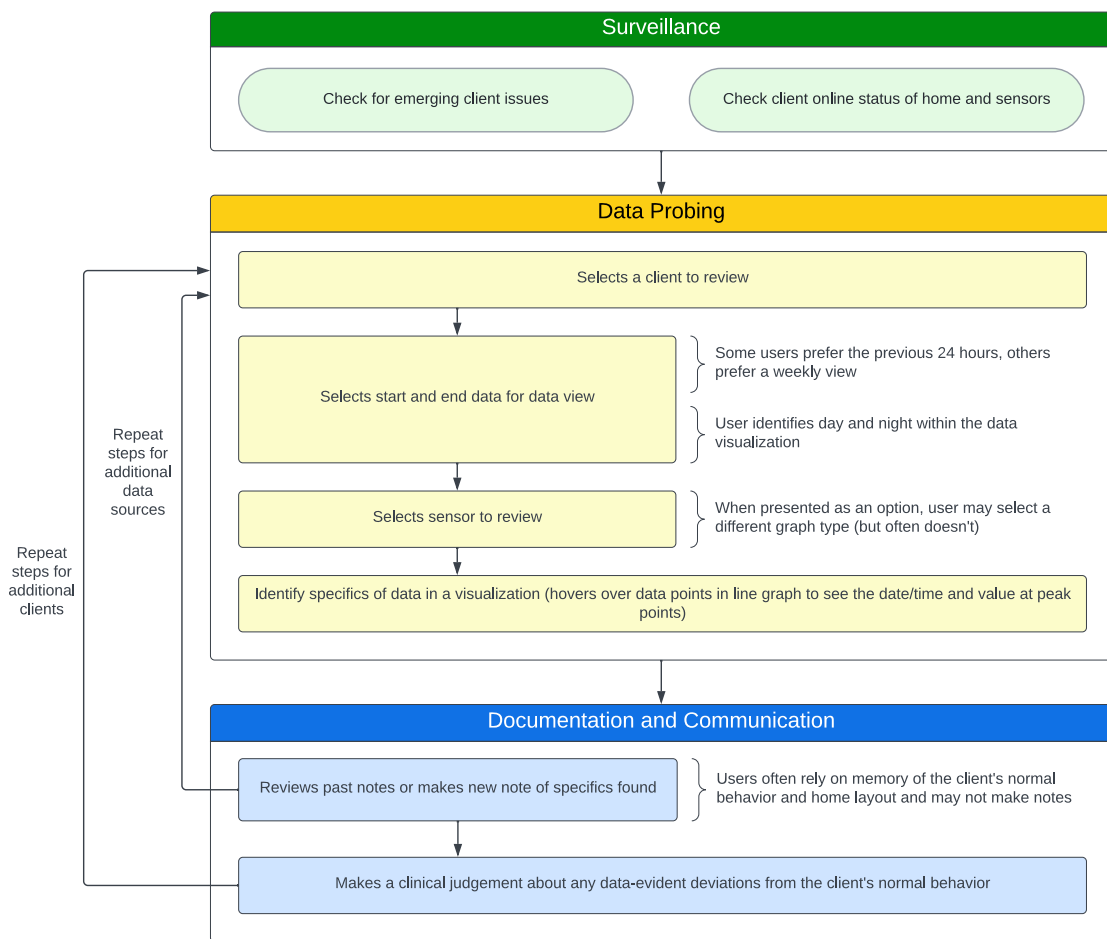 Surveillance
Check for emerging client issues
Check client online status of home and sensors
Data Probing
Selects a client to review
Selects start and end data for data view
Some users prefer the previous 24 hours, others
prefer a weekly view
User identifies day and night within the data
visualization
Selects sensor to review
When presented as an option, user may select a
different graph type (but often doesn't)
Identify specifics of data in a visualization (hovers over data points in line graph to see the date/time and value at peak
points)
Repeat
steps for
additional
data
sources
Repeat
steps for
additional
clients
Documentation and Communication
Reviews past notes or makes new note of specifics found
Users often rely on memory of the client's normal
behavior and home layout and may not make notes
Makes a clinical judgement about any data-evident deviations from the client's normal behavior